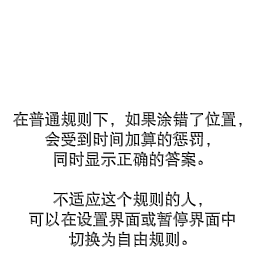 在普通规则下，如果涂错了位置，
会受到时间加算的惩罚，
同时显示正确的答案。
不适应这个规则的人，
可以在设置界面或暂停界面中
切换为自由规则。